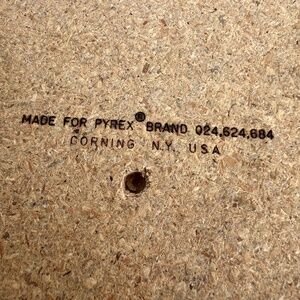 MADE FOR PYREX® BRAND 024,624,684
CORNING N.Y. U.S.A.